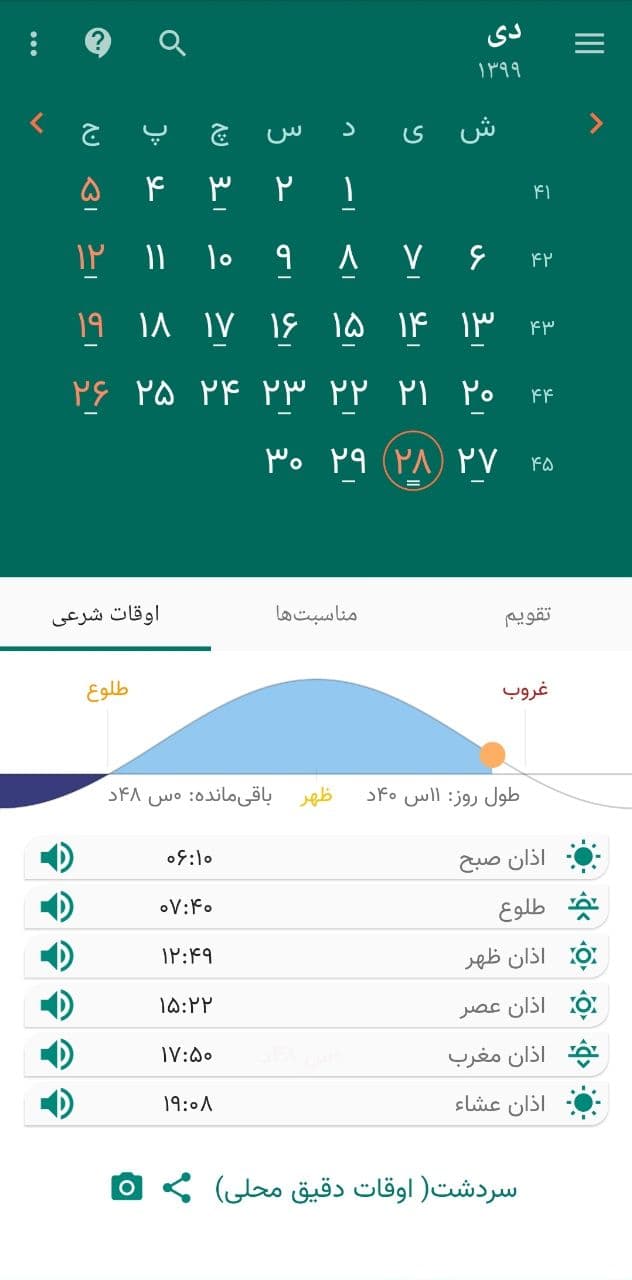 دی
۱۳۹۹
ش ی د س چ پ ج
۴۱ ۱ ۲ ۳ ۴ ۵
۴۲ ۶ ۷ ۸ ۹ ۱۰ ۱۱ ۱۲
۴۳ ۱۳ ۱۴ ۱۵ ۱۶ ۱۷ ۱۸ ۱۹
۴۴ ۲۰ ۲۱ ۲۲ ۲۳ ۲۴ ۲۵ ۲۶
۴۵ ۲۷ ۲۸ ۲۹ ۳۰
تقویم مناسبت‌ها اوقات شرعی
غروب طلوع
طول روز: ۱۱س ۴۰د ظهر باقی‌مانده: ۰س ۴۸د
اذان صبح ۰۶:۱۰
طلوع ۰۷:۴۰
اذان ظهر ۱۲:۴۹
اذان عصر ۱۵:۲۲
اذان مغرب ۱۷:۵۰
اذان عشاء ۱۹:۰۸
سردشت( اوقات دقیق محلی)